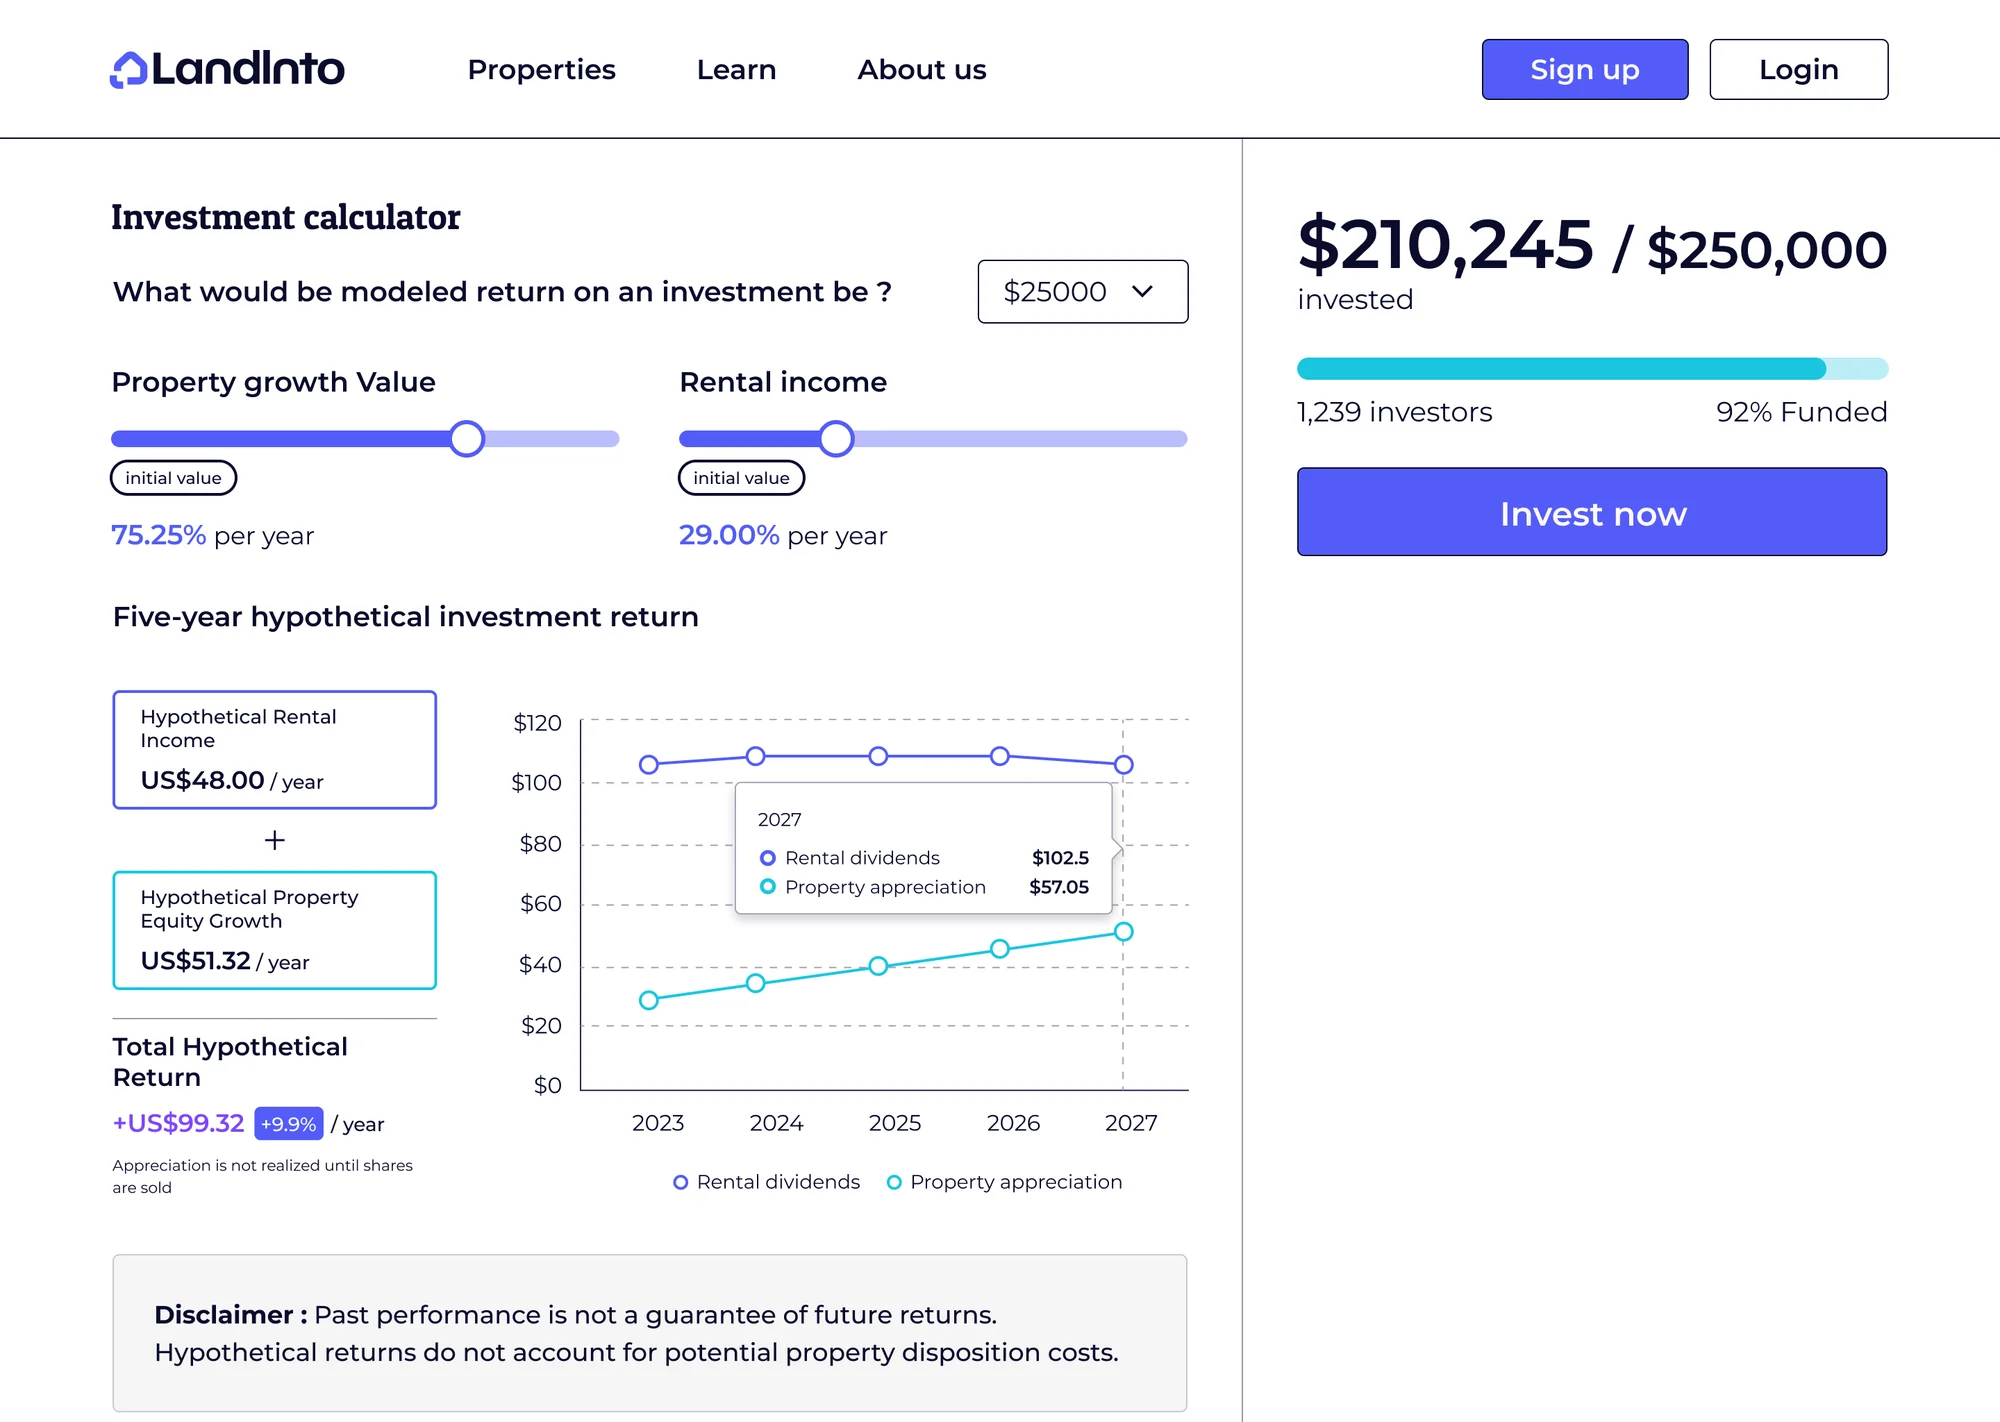 LandInto
Properties
Learn
About us
Sign up
Login
Investment calculator
What would be modeled return on an investment be ?
$25000
Property growth Value
initial value
75.25% per year
Rental income
initial value
29.00% per year
Five-year hypothetical investment return
Hypothetical Rental
Income
US$48.00 / year
+
Hypothetical Property
Equity Growth
US$51.32 / year
Total Hypothetical
Return
+US$99.32 +9.9% / year
Appreciation is not realized until shares
are sold
$120
$100
$80
$60
$40
$20
$0
2027
Rental dividends $102.5
Property appreciation $57.05
2023 2024 2025 2026 2027
Rental dividends Property appreciation
Disclaimer : Past performance is not a guarantee of future returns.
Hypothetical returns do not account for potential property disposition costs.
$210,245 / $250,000
invested
1,239 investors 92% Funded
Invest now